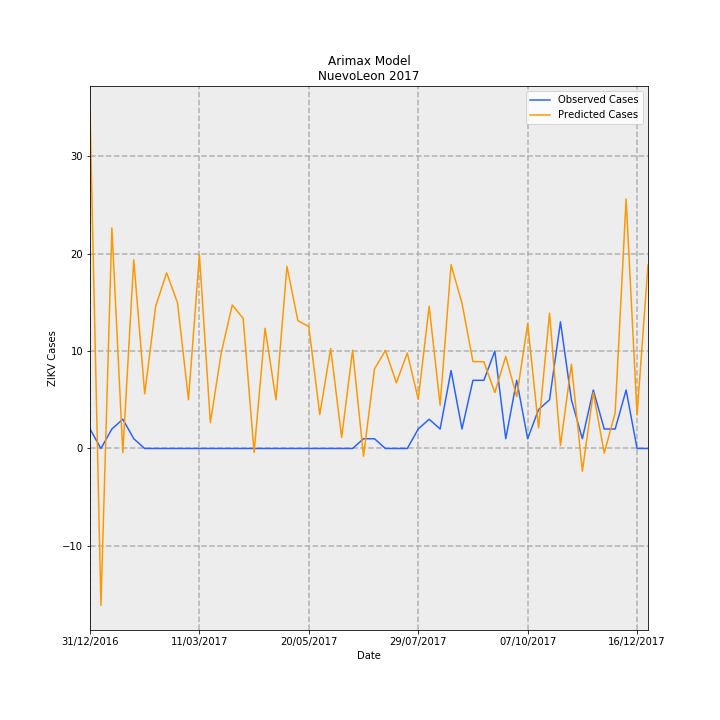 Arimax Model
NuevoLeon 2017
Observed Cases
Predicted Cases
ZIKV Cases
30
20
10
0
−10
31/12/2016
11/03/2017
20/05/2017
29/07/2017
07/10/2017
16/12/2017
Date